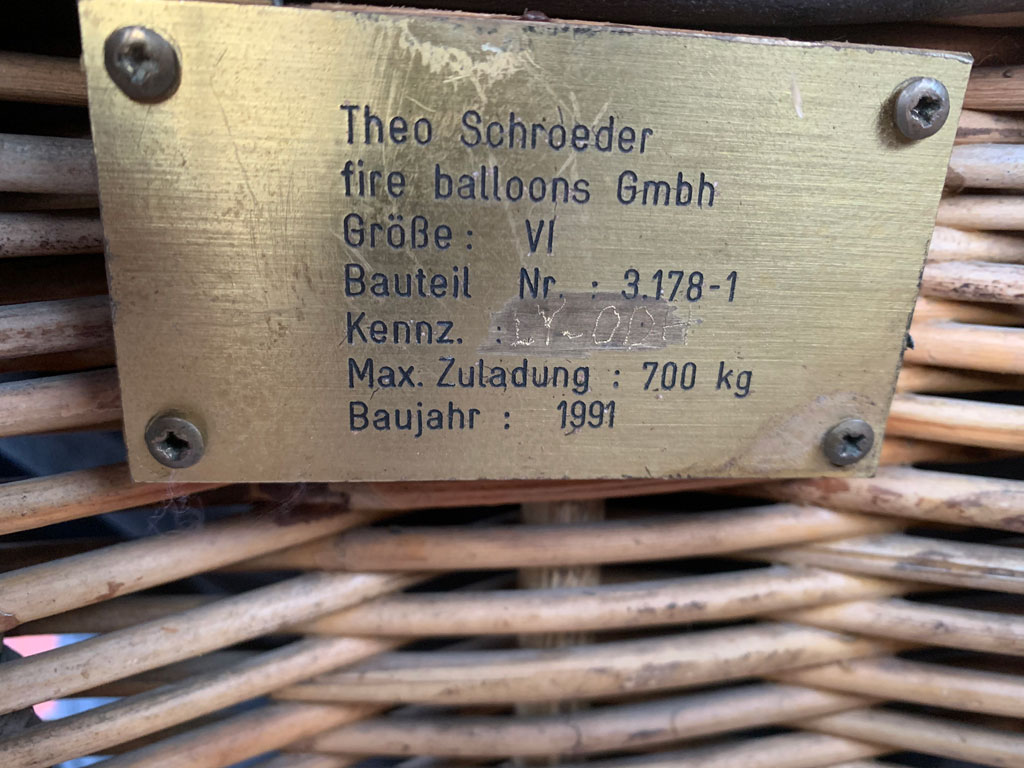 Theo Schroeder
fire balloons Gmbh
Größe : VI
Bauteil Nr. : 3.178-1
Kennz. :
Max. Zuladung : 700 kg
Baujahr : 1991